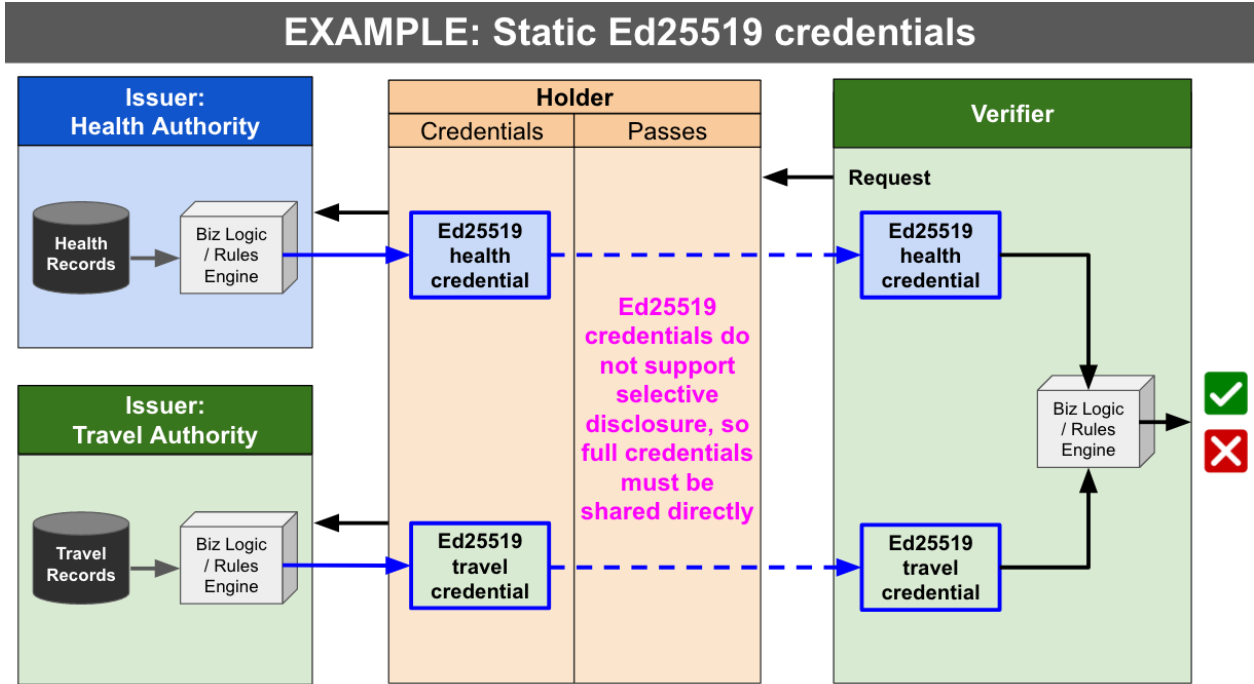 EXAMPLE: Static Ed25519 credentials
Issuer:
Health Authority
Health
Records
Biz Logic
/ Rules
Engine
Issuer:
Travel Authority
Travel
Records
Biz Logic
/ Rules
Engine
Holder
Credentials
Passes
Ed25519
health
credential
Ed25519
credentials do
not support
selective
disclosure, so
full credentials
must be
shared directly
Ed25519
travel
credential
Verifier
Request
Ed25519
health
credential
Biz Logic
/ Rules
Engine
Ed25519
travel
credential